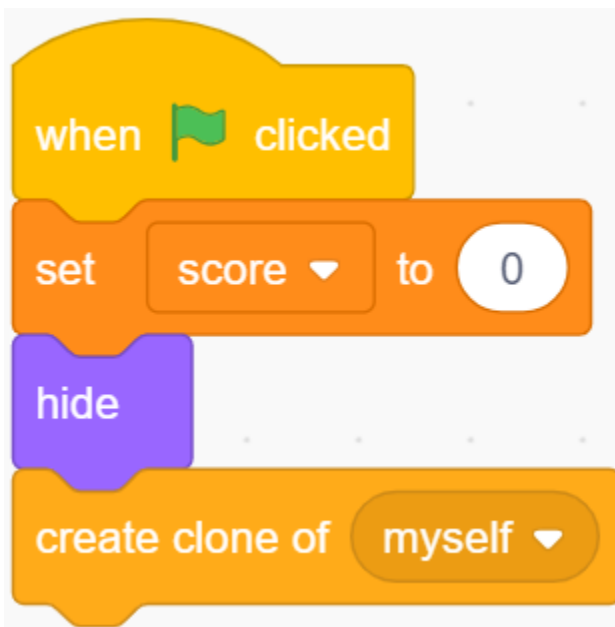 when clicked
set score to 0
hide
create clone of myself